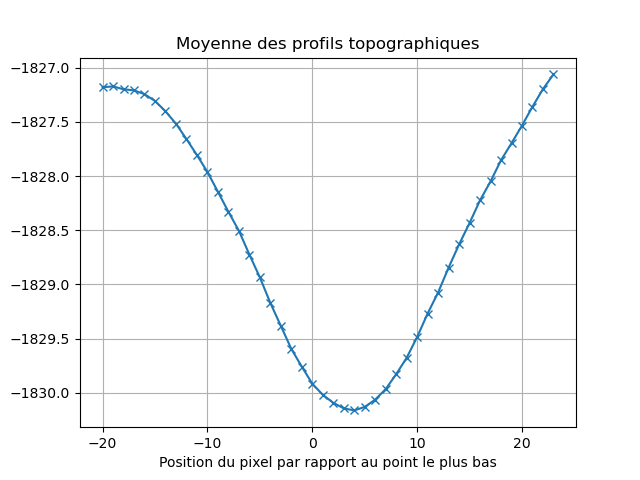 Moyenne des profils topographiques
−1827.0
−1827.5
−1828.0
−1828.5
−1829.0
−1829.5
−1830.0
−20 −10 0 10 20
Position du pixel par rapport au point le plus bas